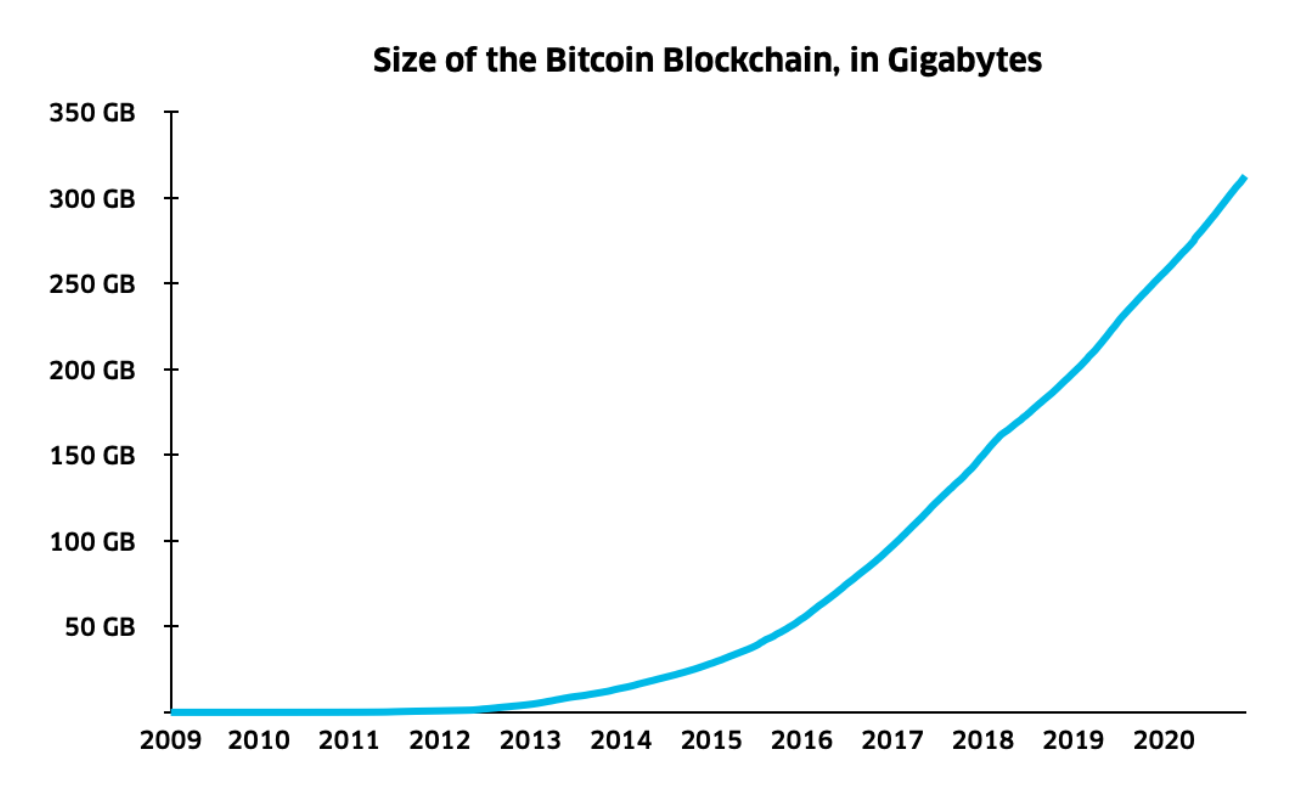 Size of the Bitcoin Blockchain, in Gigabytes
350 GB
300 GB
250 GB
200 GB
150 GB
100 GB
50 GB
2009 2010 2011 2012 2013 2014 2015 2016 2017 2018 2019 2020